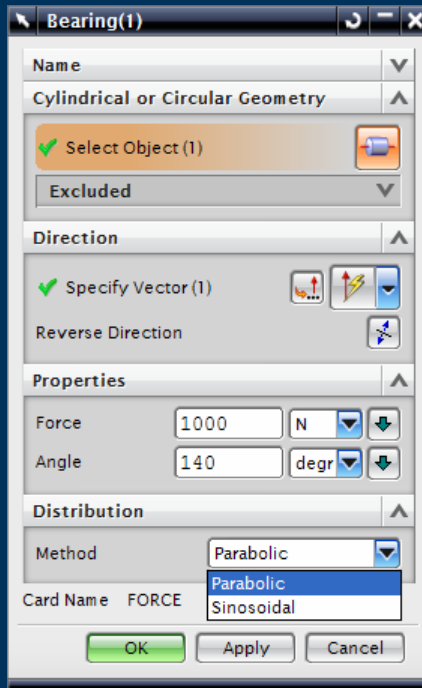 Bearing(1)
Name
Cylindrical or Circular Geometry
Select Object (1)
Excluded
Direction
Specify Vector (1)
Reverse Direction
Properties
Force 1000 N
Angle 140 degr
Distribution
Method Parabolic
Parabolic
Sinosoidal
Card Name FORCE
OK Apply Cancel